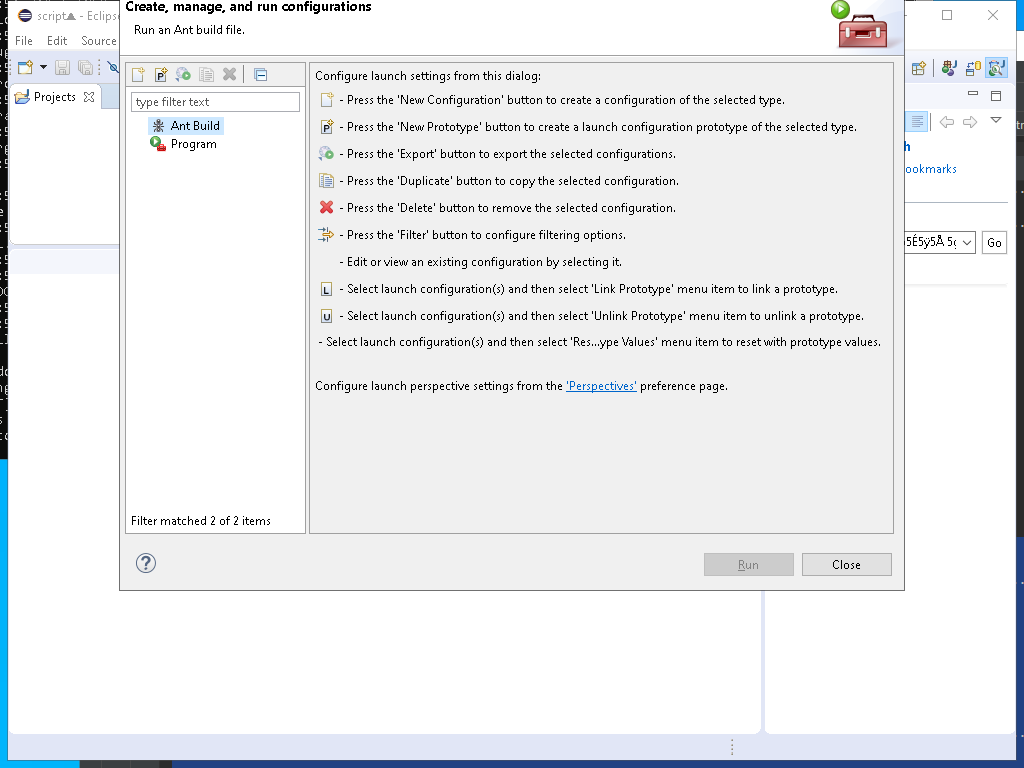 Create, manage, and run configurations
Run an Ant build file.
File Edit Source
Projects
type filter text
Ant Build
Program
Filter matched 2 of 2 items
Configure launch settings from this dialog:
- Press the 'New Configuration' button to create a configuration of the selected type.
- Press the 'New Prototype' button to create a launch configuration prototype of the selected type.
- Press the 'Export' button to export the selected configurations.
- Press the 'Duplicate' button to copy the selected configuration.
- Press the 'Delete' button to remove the selected configuration.
- Press the 'Filter' button to configure filtering options.
- Edit or view an existing configuration by selecting it.
L - Select launch configuration(s) and then select 'Link Prototype' menu item to link a prototype.
U - Select launch configuration(s) and then select 'Unlink Prototype' menu item to unlink a prototype.
- Select launch configuration(s) and then select 'Res...ype Values' menu item to reset with prototype values.
Configure launch perspective settings from the 'Perspectives' preference page.
ookmarks
Go
Run
Close